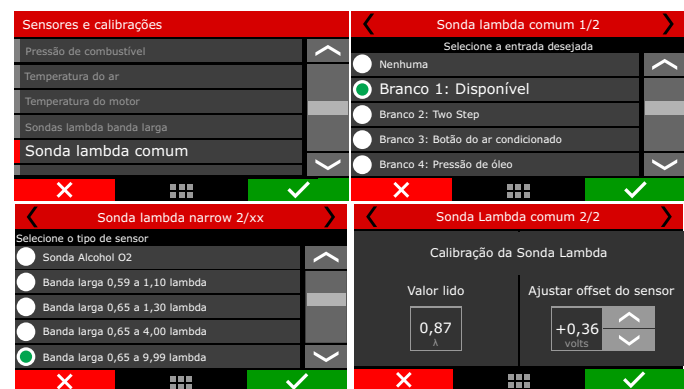 Sensores e calibrações
Pressão de combustível
Temperatura do ar
Temperatura do motor
Sondas lambda banda larga
Sonda lambda comum
Sonda lambda comum 1/2
Selecione a entrada desejada
Nenhuma
Branco 1: Disponível
Branco 2: Two Step
Branco 3: Botão do ar condicionado
Branco 4: Pressão de óleo
Sonda lambda narrow 2/xx
Selecione o tipo de sensor
Sonda Alcohol O2
Banda larga 0,59 a 1,10 lambda
Banda larga 0,65 a 1,30 lambda
Banda larga 0,65 a 4,00 lambda
Banda larga 0,65 a 9,99 lambda
Sonda Lambda comum 2/2
Calibração da Sonda Lambda
Valor lido
Ajustar offset do sensor
0,87
λ
+0,36
volts